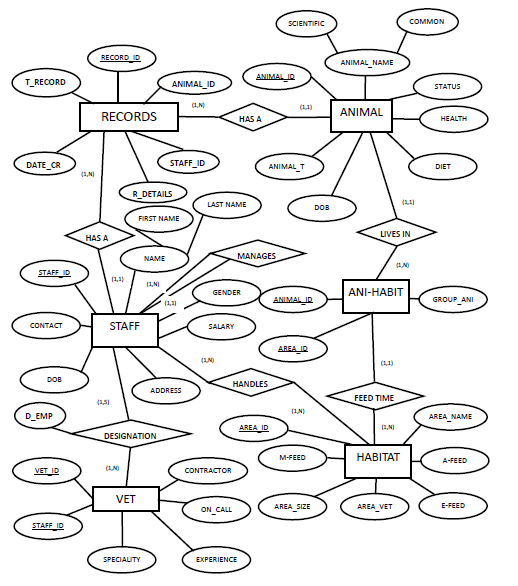 SCIENTIFIC
COMMON
RECORD_ID
ANIMAL_NAME
T_RECORD
ANIMAL_ID
ANIMAL_ID
STATUS
(1,N)
(1,1)
RECORDS
HAS A
ANIMAL
HEALTH
DATE_CR
STAFF_ID
ANIMAL_T
DIET
(1,N)
R_DETAILS
LAST NAME
DOB
(1,1)
FIRST NAME
HAS A
LIVES IN
NAME
MANAGES
STAFF_ID
(1,1)
(1,N)
(1,N)
GENDER
ANIMAL_ID
ANI-HABIT
GROUP_ANI
(1,1)
CONTACT
STAFF
SALARY
AREA_ID
(1,N)
(1,1)
DOB
ADDRESS
HANDLES
FEED TIME
(1,5)
D_EMP
(1,N)
AREA_NAME
DESIGNATION
AREA_ID
(1,N)
M-FEED
HABITAT
A-FEED
VET_ID
(1,N)
CONTRACTOR
VET
ON_CALL
AREA_SIZE
AREA_VET
E-FEED
STAFF_ID
SPECIALITY
EXPERIENCE